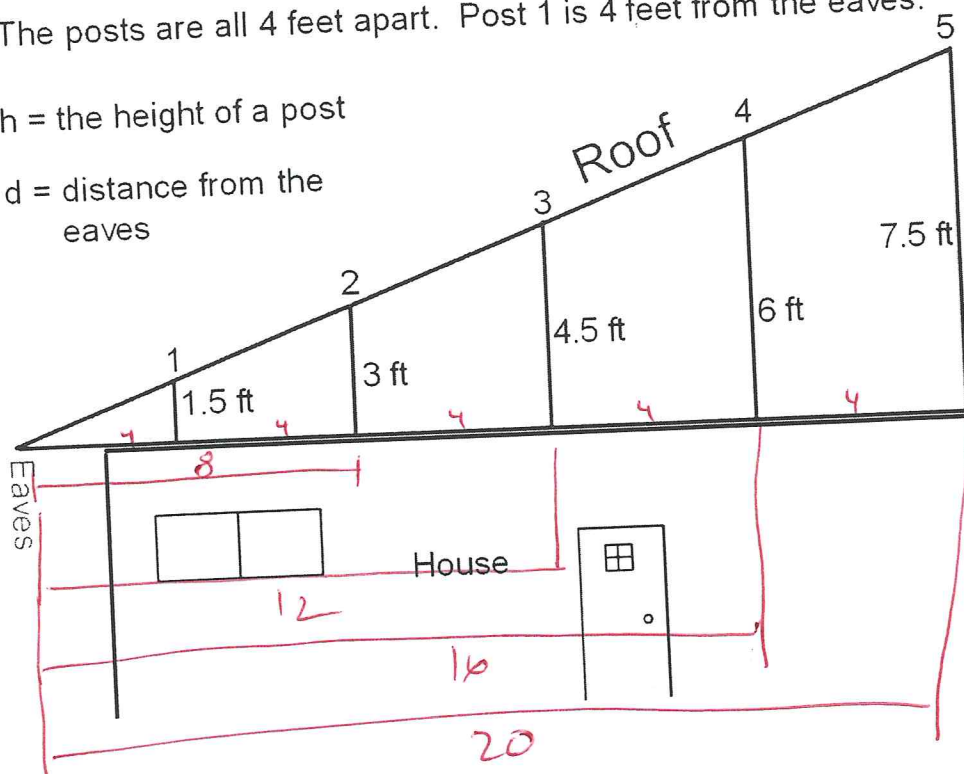 The posts are all 4 feet apart. Post 1 is 4 feet from the eaves.
5
h = the height of a post
4
Roof
d = distance from the
3
eaves
7.5 ft
2
6 ft
4.5 ft
1
3 ft
1.5 ft
4 4 4 4 4
8
Eaves
House
12
16
20